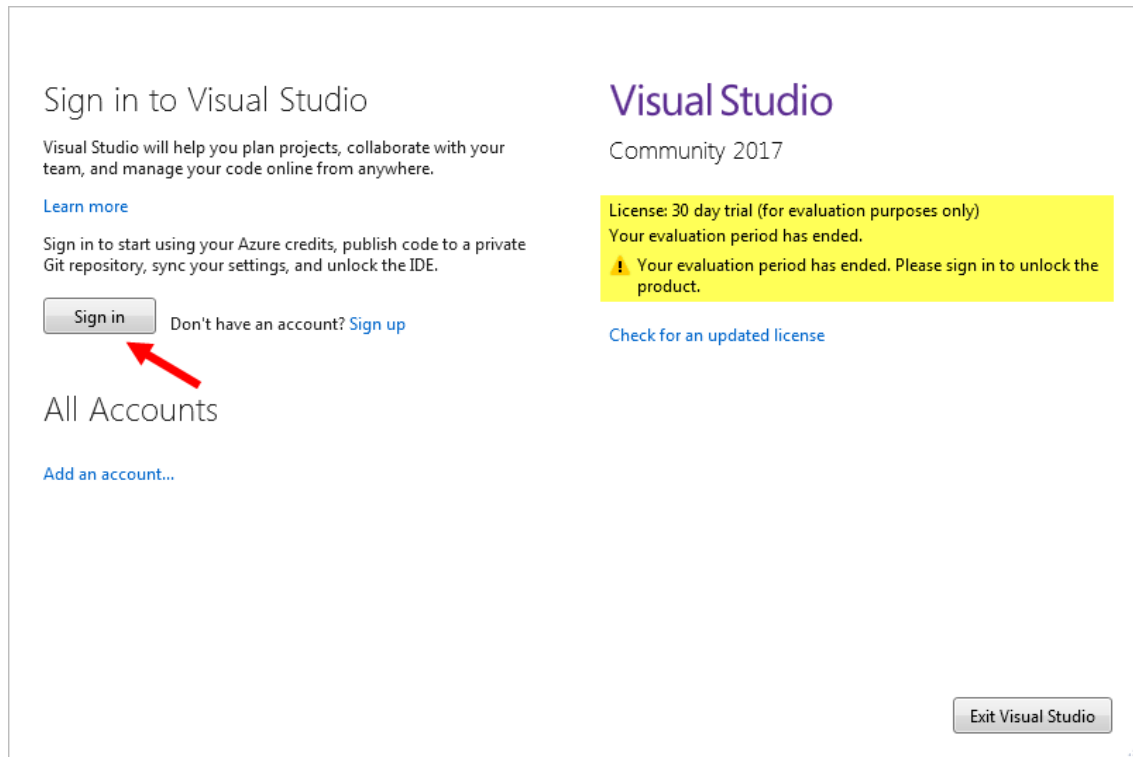 Sign in to Visual Studio
Visual Studio will help you plan projects, collaborate with your
team, and manage your code online from anywhere.
Learn more
Sign in to start using your Azure credits, publish code to a private
Git repository, sync your settings, and unlock the IDE.
Sign in
Don't have an account? Sign up
All Accounts
Add an account...
Visual Studio
Community 2017
License: 30 day trial (for evaluation purposes only)
Your evaluation period has ended.
Your evaluation period has ended. Please sign in to unlock the
product.
Check for an updated license
Exit Visual Studio